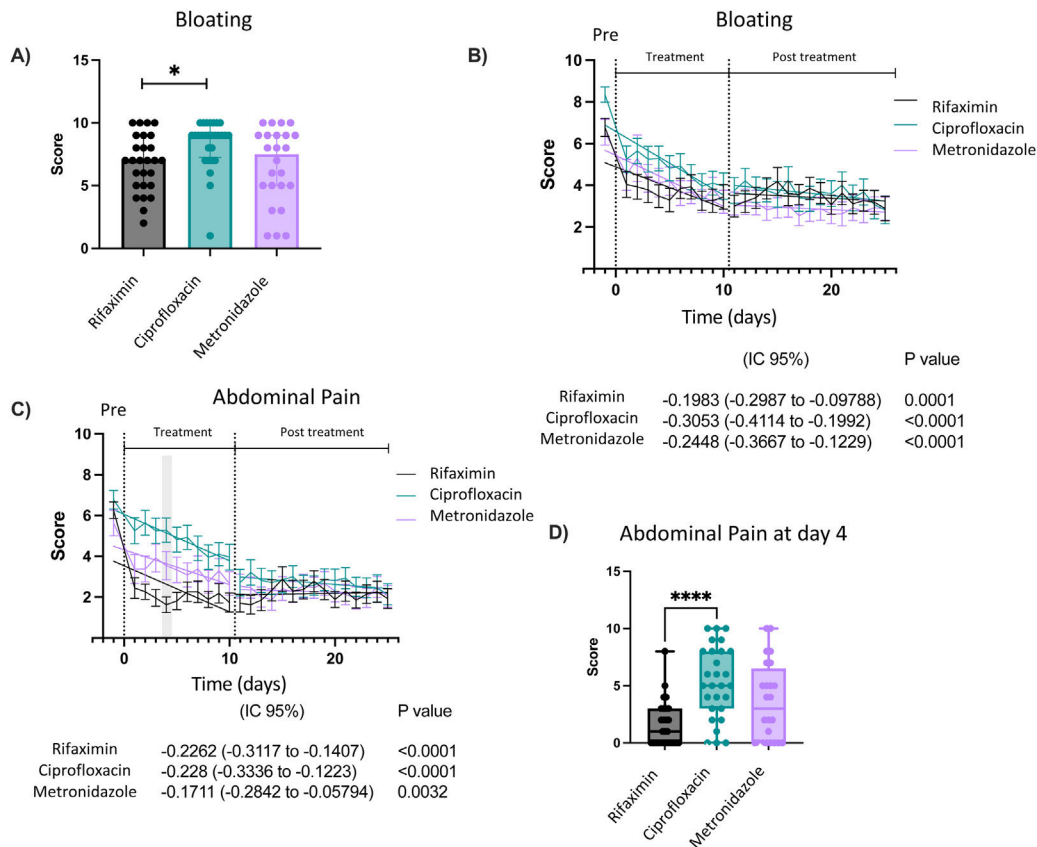 Bloating
A)
*
15
10
5
0
Score
Rifaximin
Ciprofloxacin
Metronidazole
Bloating
B)
Pre
Treatment
Post treatment
10
8
6
4
2
Score
0
20
Time (days)
Rifaximin
Ciprofloxacin
Metronidazole
(IC 95%) P value
Rifaximin -0.1983 (-0.2987 to -0.09788) 0.0001
Ciprofloxacin -0.3053 (-0.4114 to -0.1992) <0.0001
Metronidazole -0.2448 (-0.3667 to -0.1229) <0.0001
C)
Abdominal Pain
Pre
Treatment
Post treatment
10
8
6
4
2
Score
0 10 20
Time (days)
Rifaximin
Ciprofloxacin
Metronidazole
(IC 95%) P value
Rifaximin -0.2262 (-0.3117 to -0.1407) <0.0001
Ciprofloxacin -0.228 (-0.3336 to -0.1223) <0.0001
Metronidazole -0.1711 (-0.2842 to -0.05794) 0.0032
D) Abdominal Pain at day 4
****
15
10
5
0
Score
Rifaximin
Ciprofloxacin
Metronidazole